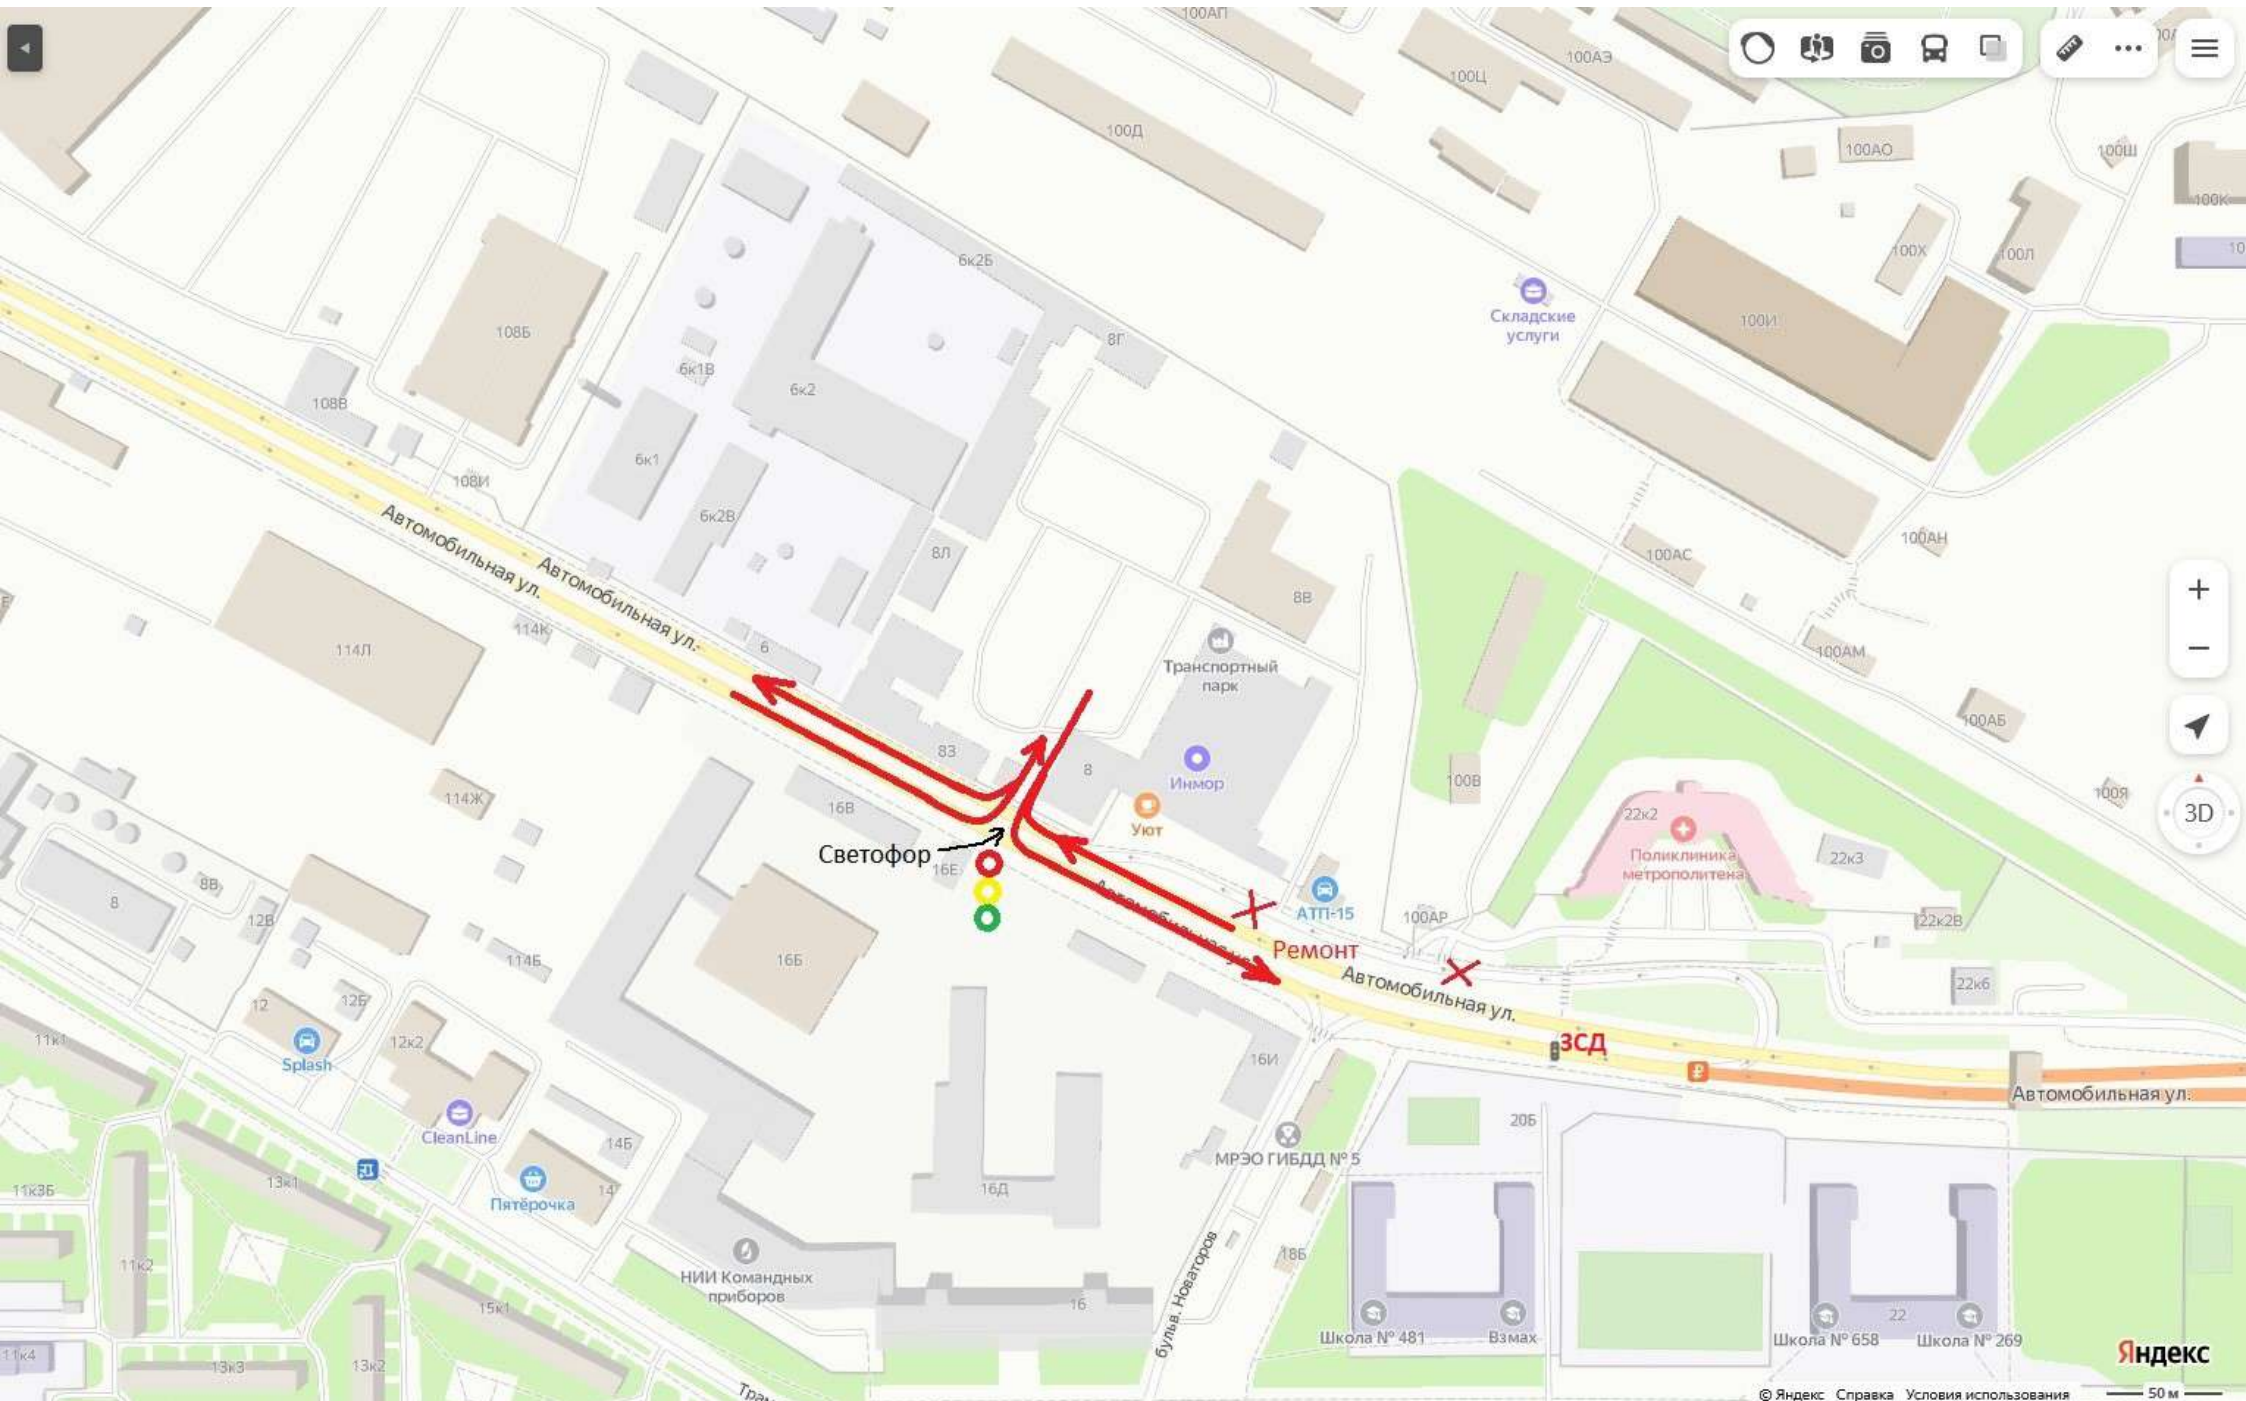 100АП
100АЭ
100Ц
100Д
100АО
100Ш
100К
100Х
100Л
10
6к2Б
8Г
Складские
услуги
100И
108Б
6к1В
6к2
108В
6к1
108И
6к2В
8Л
Автомобильная ул.
Автомобильная ул.
100АН
100АС
8В
114К
114Л
6
Транспортный
парк
100АМ
100АБ
8З
8
Инмор
100В
100Я
3D
114Ж
16В
Уют
22к2
Поликлиника
метрополитена
22к3
Светофор
16Е
8В
8
12В
АТП-15
100АР
22к2В
Автомобильная ул.
Ремонт
114Б
16Б
Автомобильная ул.
22к6
12
12Б
11к1
12к2
Splash
16И
ЗСД
Автомобильная ул.
20Б
CleanLine
14Б
МРЭО ГИБДД № 5
11к3Б
13к1
Пятёрочка
14
16Д
11к2
НИИ Командных
приборов
18Б
бульв. Новаторов
15к1
16
22
Школа № 481
Взмах
Школа № 658
Школа № 269
11к4
13к3
13к2
Яндекс
© Яндекс Справка Условия использования
50 м